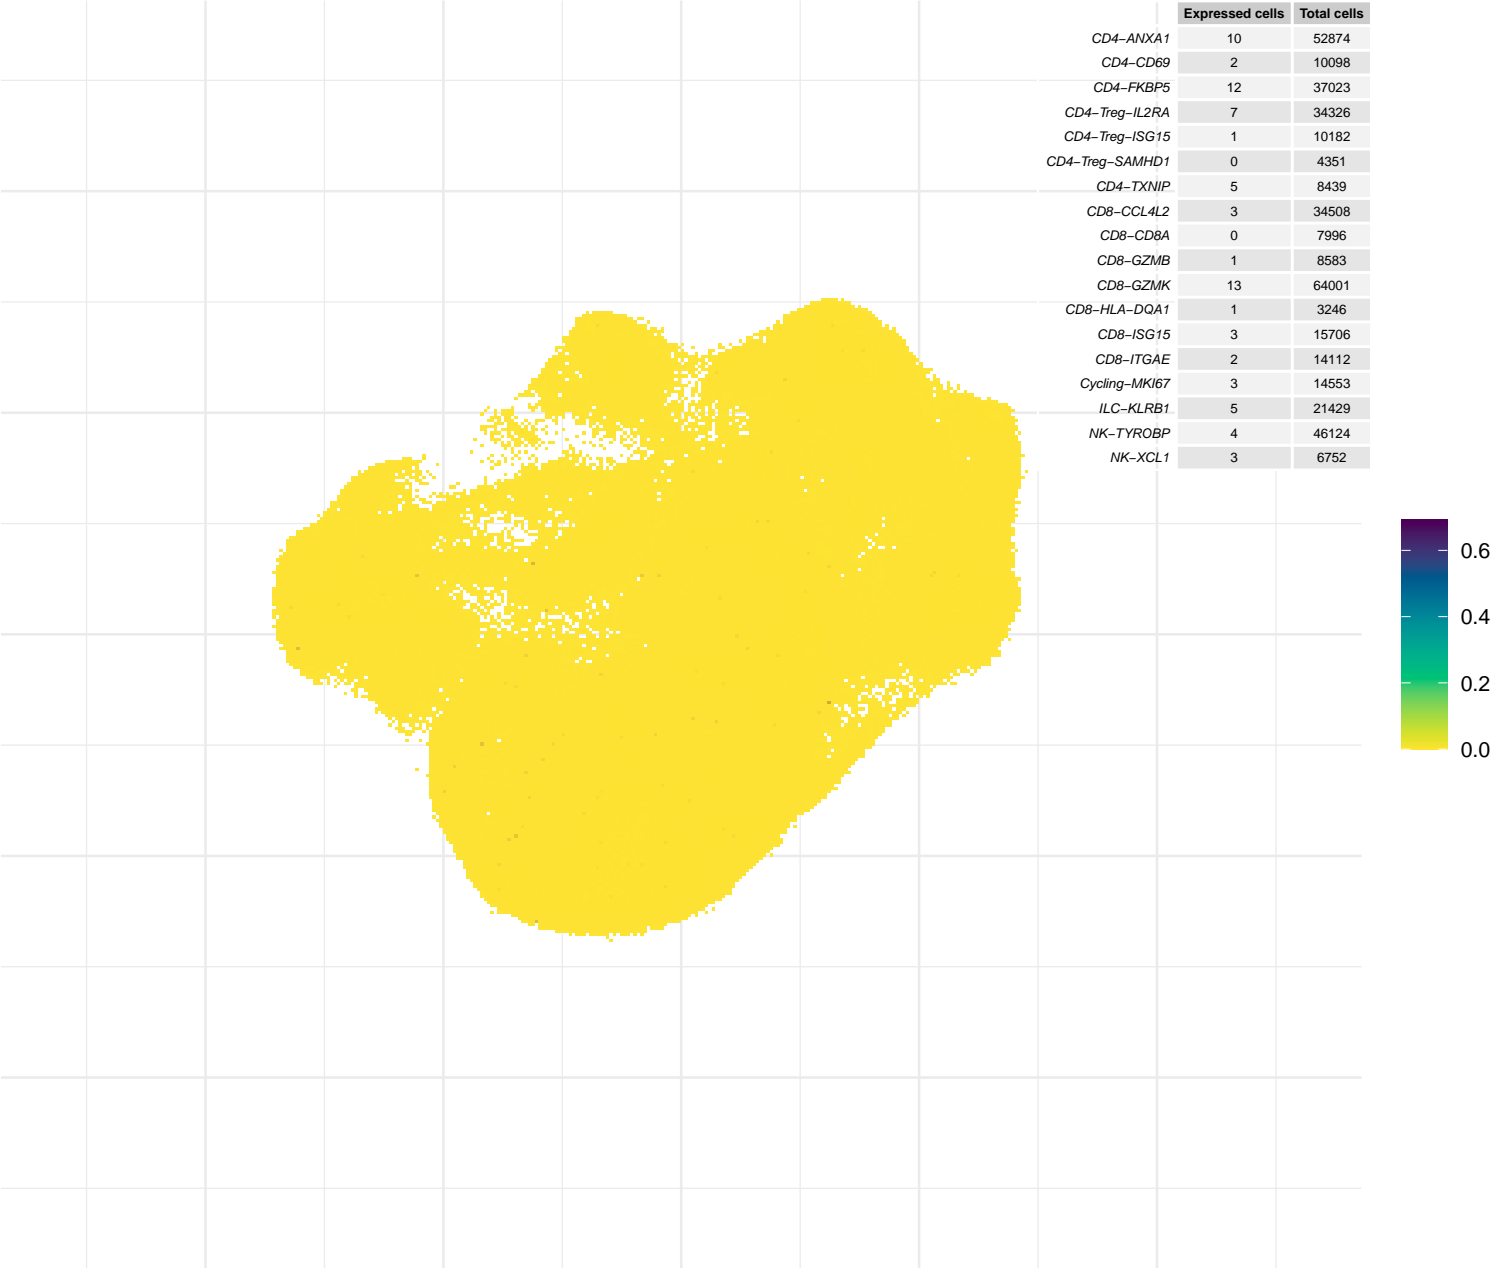 Expressed cells Total cells
CD4−ANXA1 10 52874
CD4−CD69 2 10098
CD4−FKBP5 12 37023
CD4−Treg−IL2RA 7 34326
CD4−Treg−ISG15 1 10182
CD4−Treg−SAMHD1 0 4351
CD4−TXNIP 5 8439
CD8−CCL4L2 3 34508
CD8−CD8A 0 7996
CD8−GZMB 1 8583
CD8−GZMK 13 64001
CD8−HLA−DQA1 1 3246
CD8−ISG15 3 15706
CD8−ITGAE 2 14112
Cycling−MKI67 3 14553
ILC−KLRB1 5 21429
NK−TYROBP 4 46124
NK−XCL1 3 6752
0.6
0.4
0.2
0.0